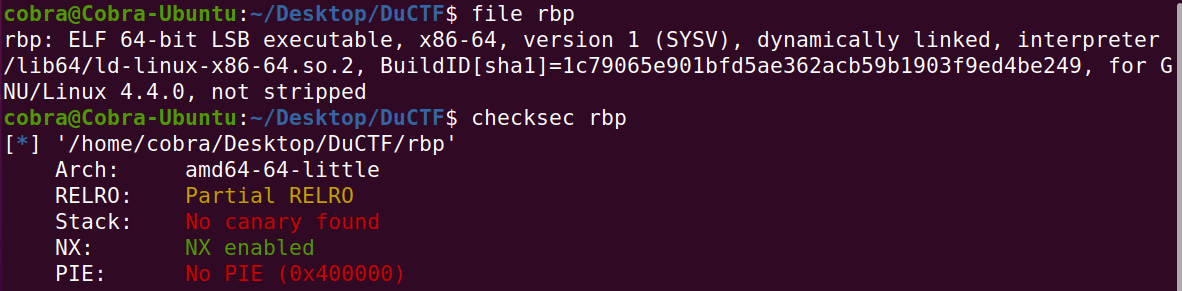 cobra@Cobra-Ubuntu:~/Desktop/DuCTF$ file rbp
rbp: ELF 64-bit LSB executable, x86-64, version 1 (SYSV), dynamically linked, interpreter
/lib64/ld-linux-x86-64.so.2, BuildID[sha1]=1c79065e901bfd5ae362acb59b1903f9ed4be249, for G
NU/Linux 4.4.0, not stripped
cobra@Cobra-Ubuntu:~/Desktop/DuCTF$ checksec rbp
[*] '/home/cobra/Desktop/DuCTF/rbp'
    Arch:     amd64-64-little
    RELRO:    Partial RELRO
    Stack:    No canary found
    NX:       NX enabled
    PIE:      No PIE (0x400000)